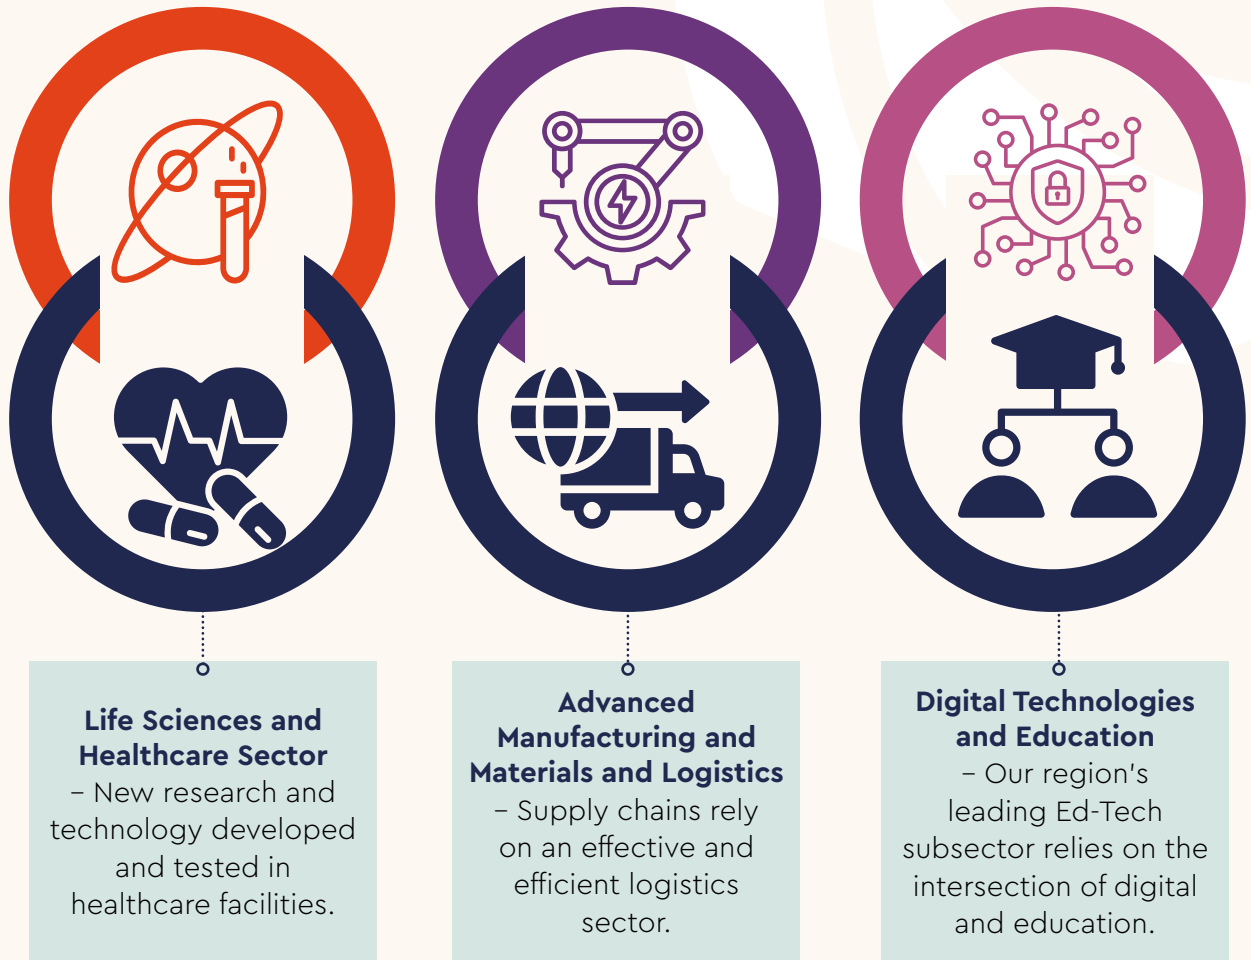 Life Sciences and
Healthcare Sector
– New research and
technology developed
and tested in
healthcare facilities.
Advanced
Manufacturing and
Materials and Logistics
– Supply chains rely
on an effective and
efficient logistics
sector.
Digital Technologies
and Education
– Our region's
leading Ed-Tech
subsector relies on the
intersection of digital
and education.